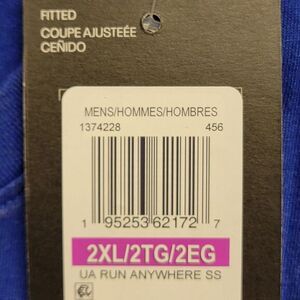 FITTED
COUPE AJUSTEÉE
CEÑIDO
MENS/HOMMES/HOMBRES
1374228 456
1 95253 62172 7
2XL/2TG/2EG
UA RUN ANYWHERE SS